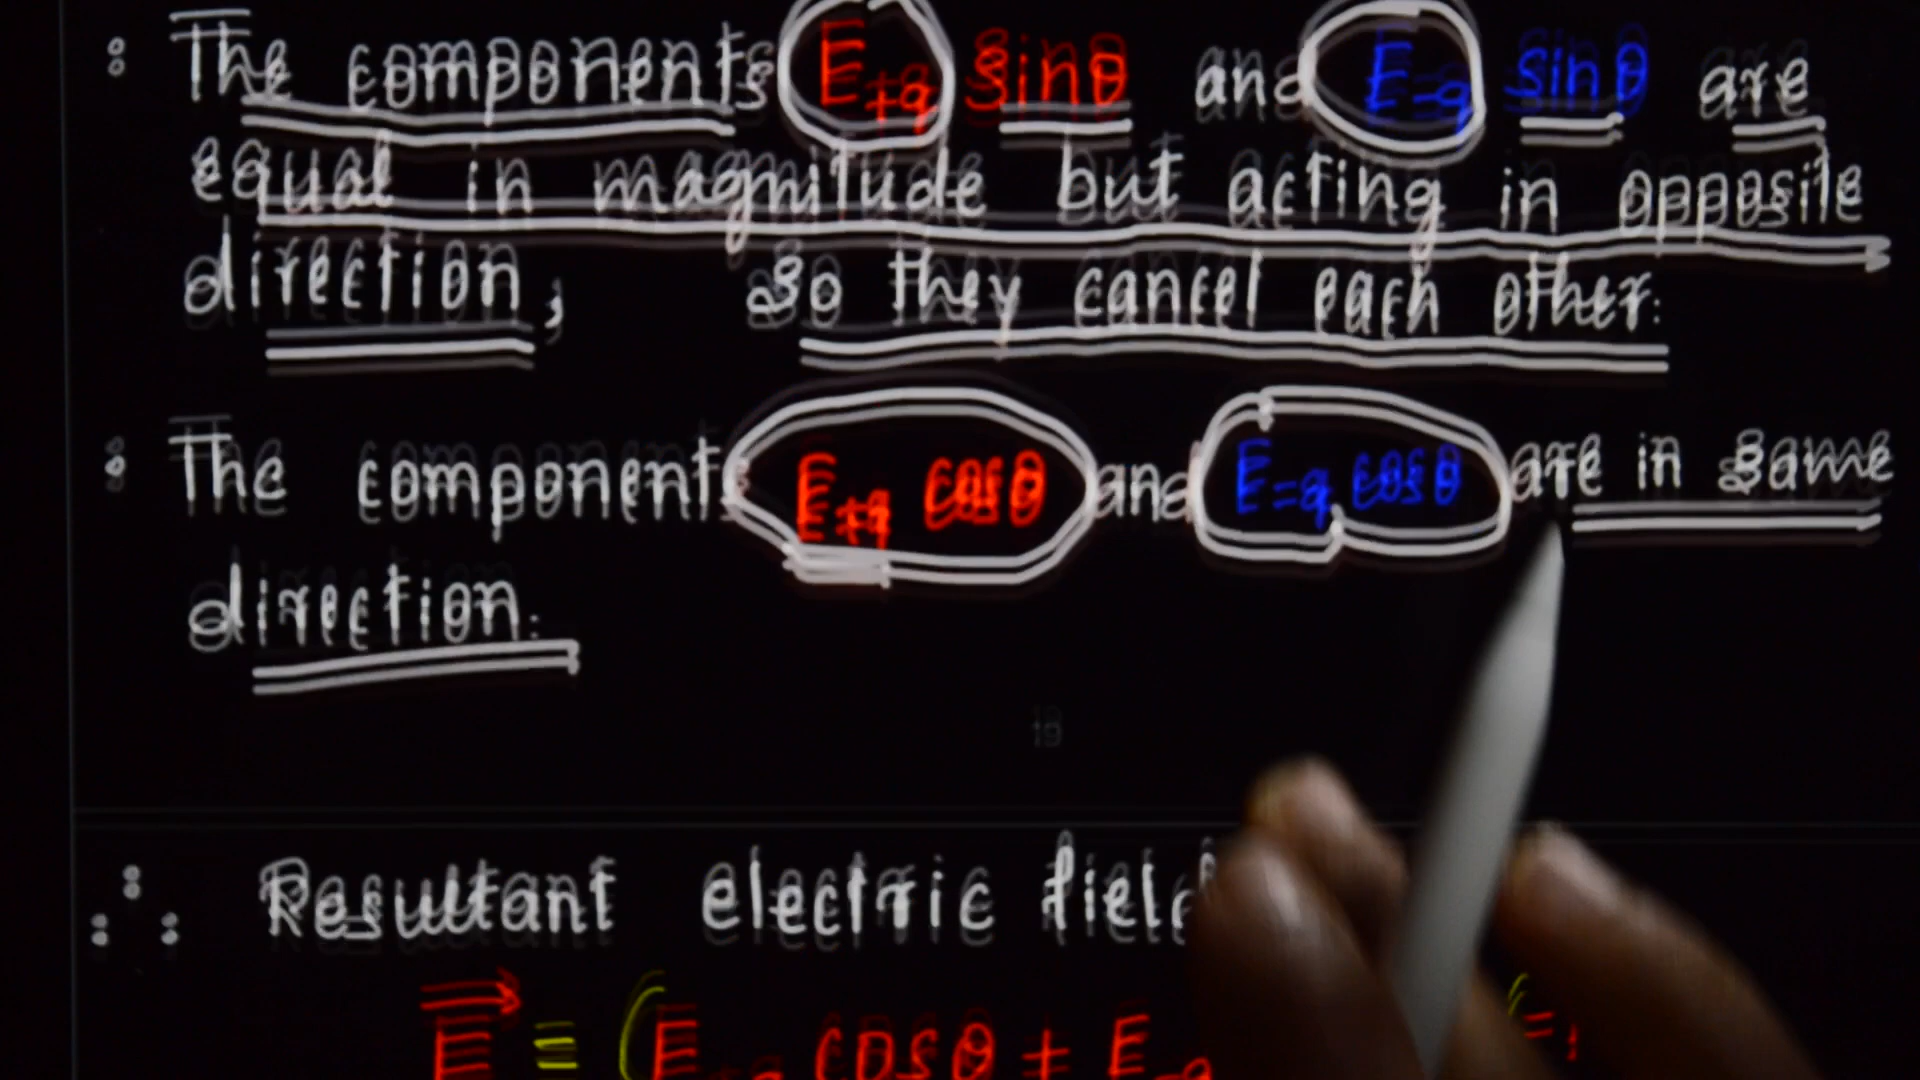 : The components E+q sinθ and E-q sinθ are
equal in magnitude but acting in opposite
direction, so they cancel each other.
: The components E+q cosθ and E-q cosθ are in same
direction.
19
∴ Resultant electric field
E = (E+q cosθ + E-q